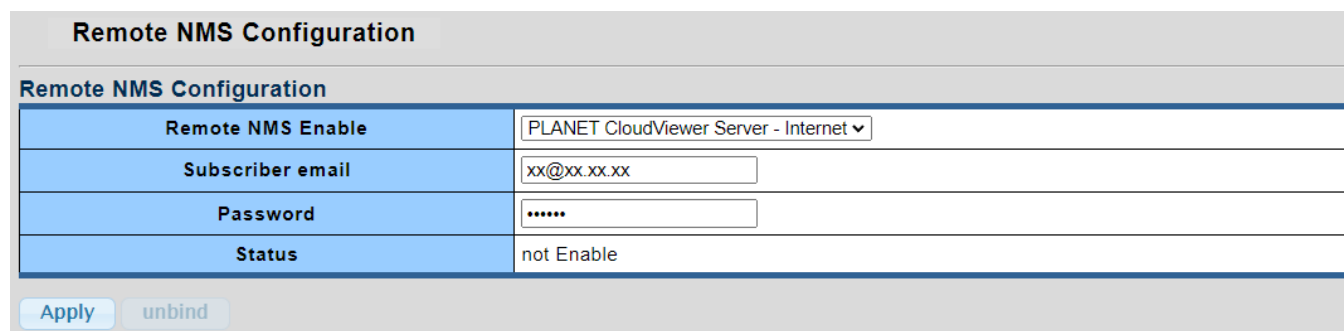 Remote NMS Configuration
Remote NMS Configuration
Remote NMS Enable PLANET CloudViewer Server - Internet
Subscriber email xx@xx.xx.xx
Password ••••••
Status not Enable
Apply unbind